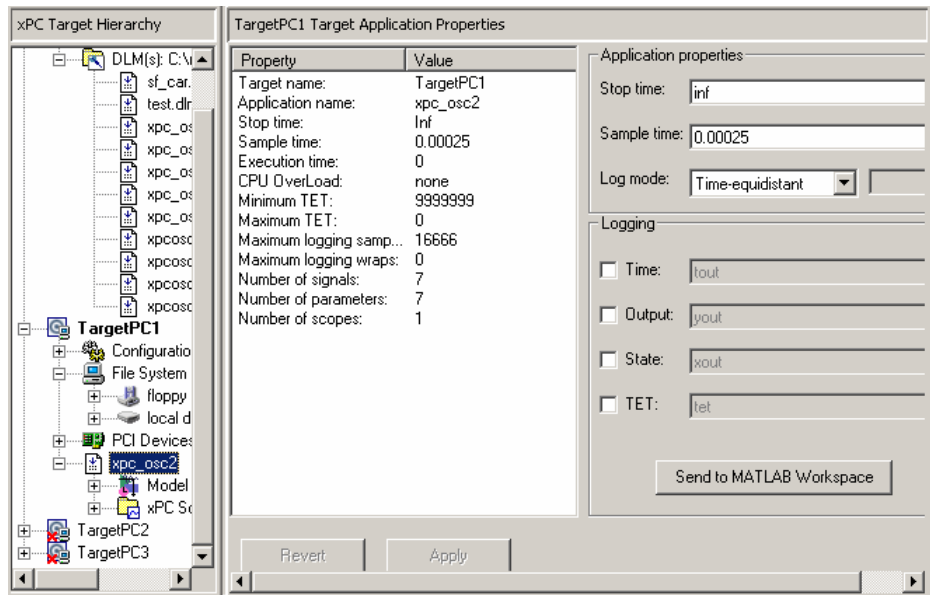 xPC Target Hierarchy
DLM(s): C:\
sf_car.
test.dlm
xpc_os
xpc_os
xpc_os
xpc_os
xpc_os
xpcosc
xpcosc
xpcosc
xpcosc
TargetPC1
Configuratio
File System
floppy
local d
PCI Devices
xpc_osc2
Model
xPC Sc
TargetPC2
TargetPC3
TargetPC1 Target Application Properties
Property Value
Target name: TargetPC1
Application name: xpc_osc2
Stop time: Inf
Sample time: 0.00025
Execution time: 0
CPU OverLoad: none
Minimum TET: 9999999
Maximum TET: 0
Maximum logging samp... 16666
Maximum logging wraps: 0
Number of signals: 7
Number of parameters: 7
Number of scopes: 1
Revert Apply
Application properties
Stop time: inf
Sample time: 0.00025
Log mode: Time-equidistant
Logging
Time: tout
Output: yout
State: xout
TET: tet
Send to MATLAB Workspace